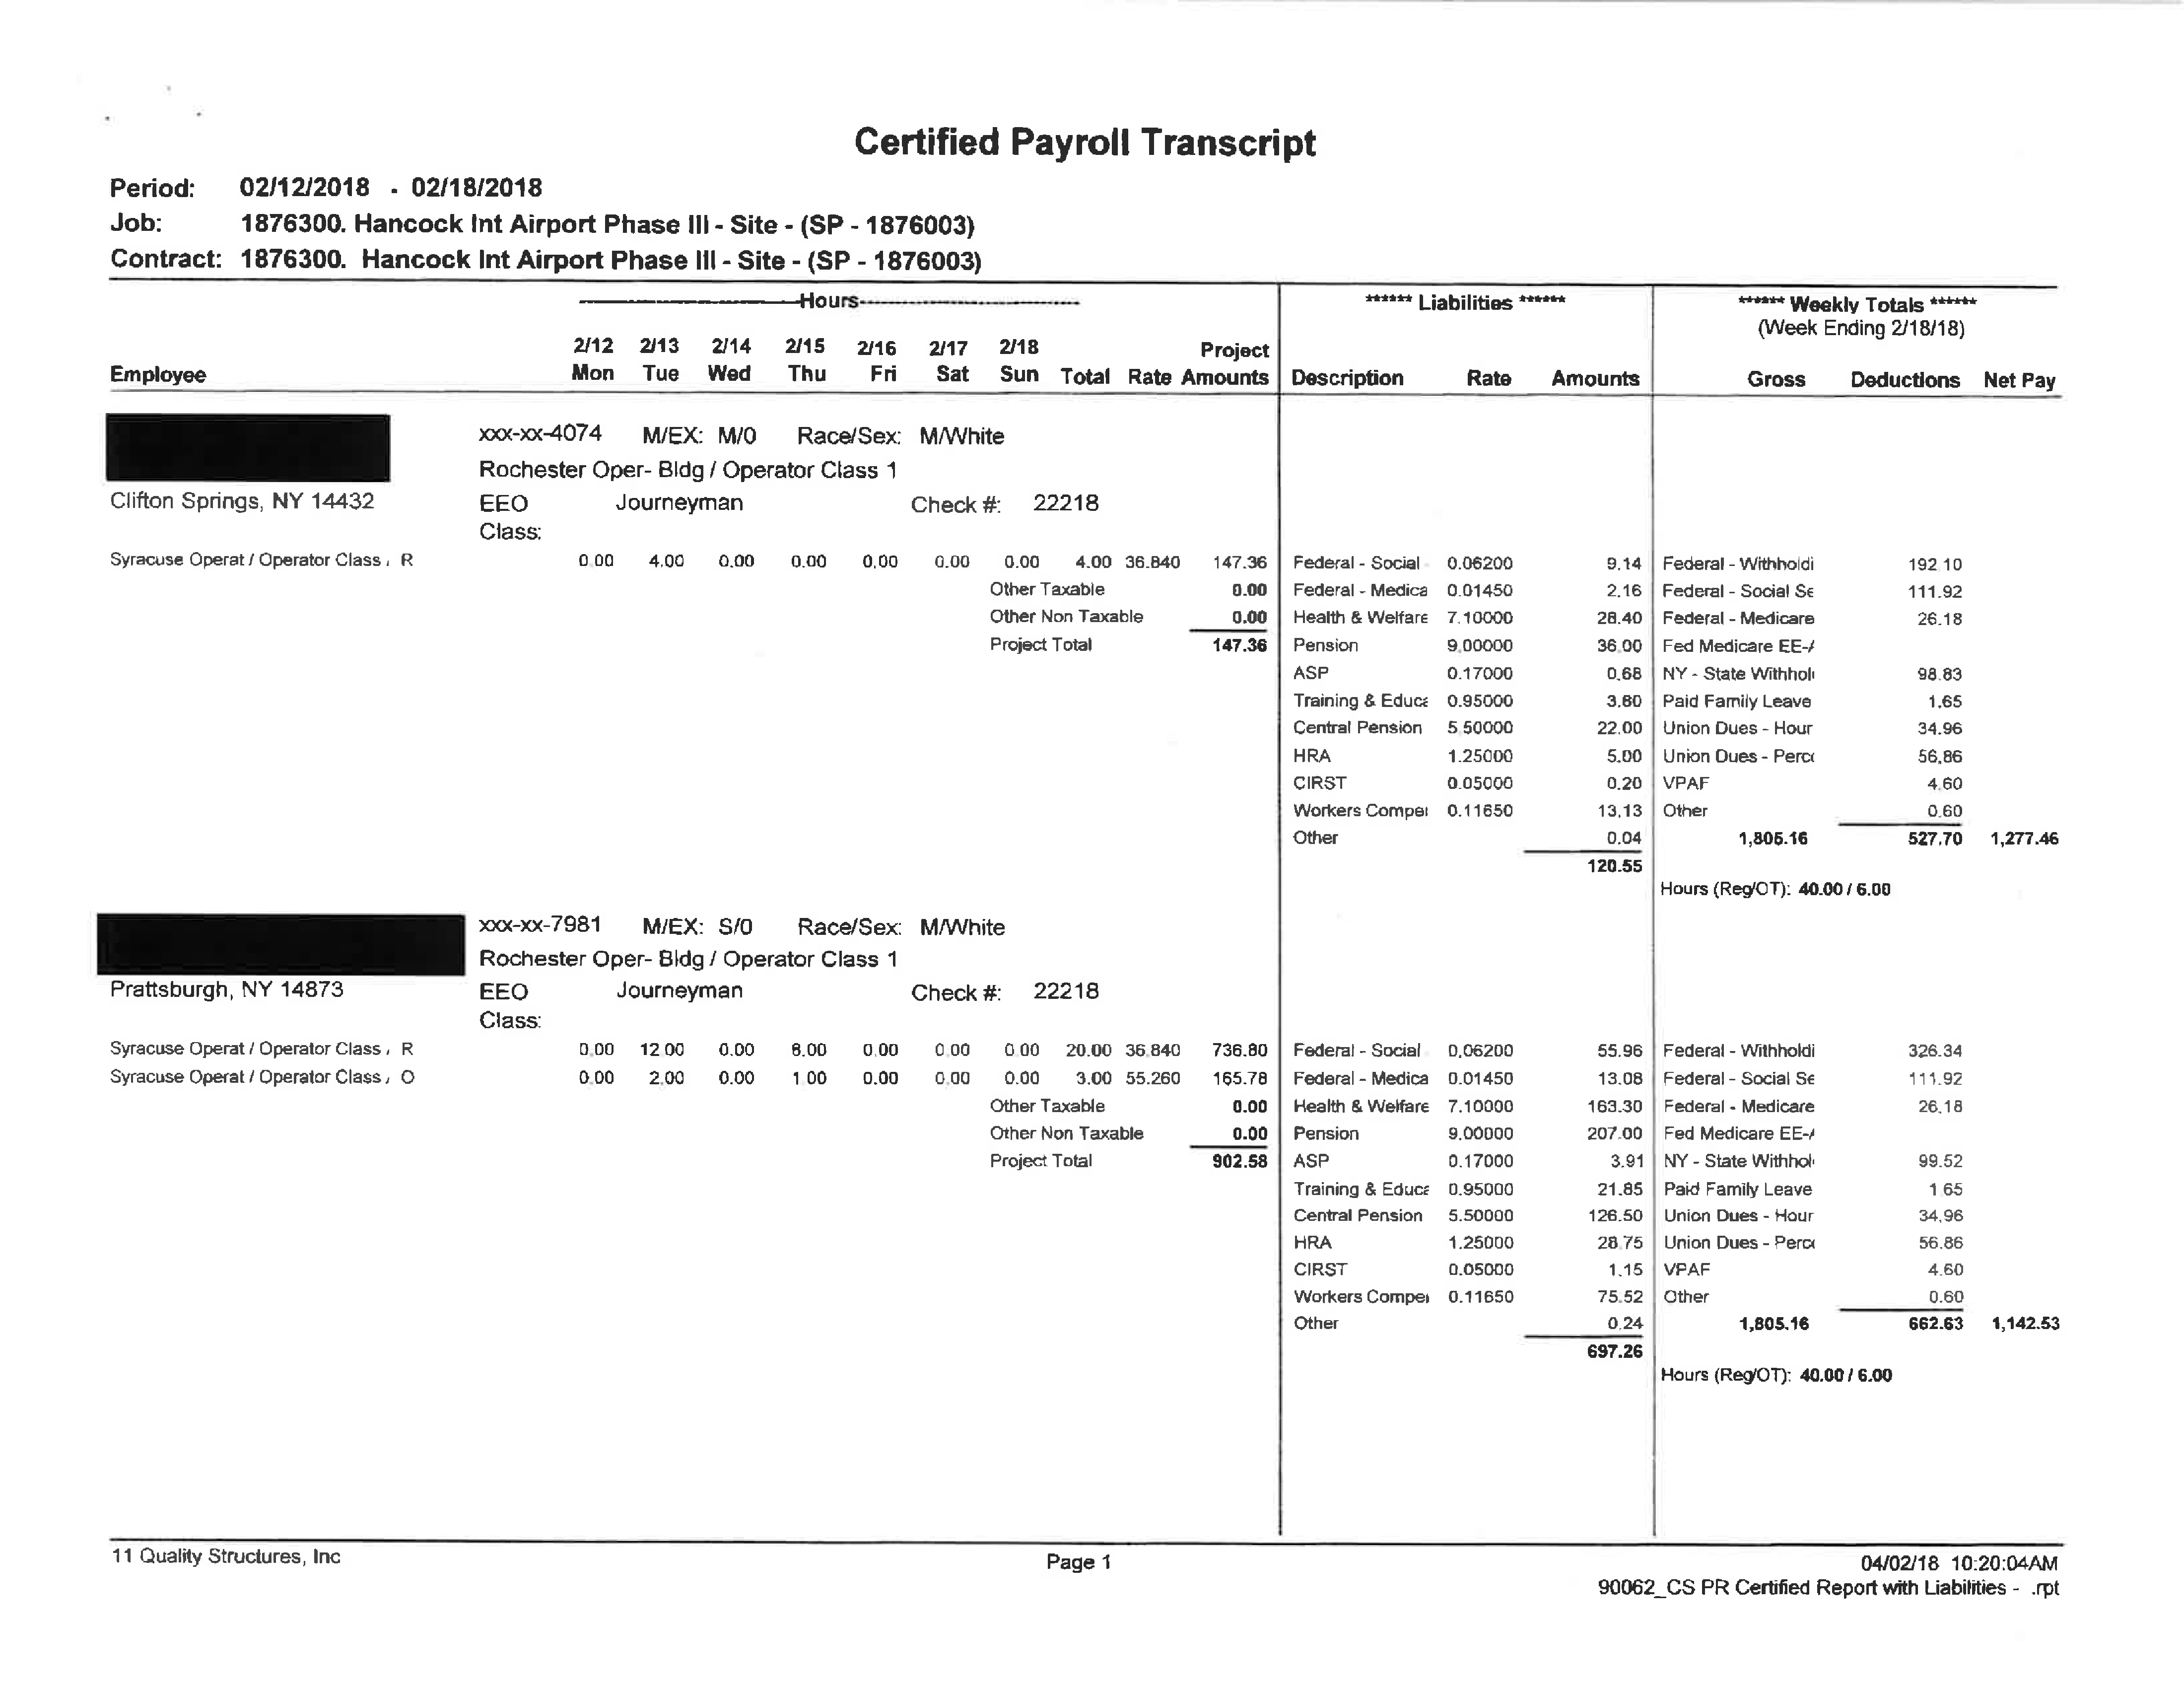 Certified Payroll Transcript
Period: 02/12/2018 - 02/18/2018
Job: 1876300. Hancock Int Airport Phase III - Site - (SP - 1876003)
Contract: 1876300. Hancock Int Airport Phase III - Site - (SP - 1876003)
Hours ****** Liabilities ****** ****** Weekly Totals ******
(Week Ending 2/18/18)
2/12 2/13 2/14 2/15 2/16 2/17 2/18 Project
Employee Mon Tue Wed Thu Fri Sat Sun Total Rate Amounts Description Rate Amounts Gross Deductions Net Pay
xxx-xx-4074 M/EX: M/0 Race/Sex: M/White
Rochester Oper- Bldg / Operator Class 1
Clifton Springs, NY 14432 EEO Journeyman Check #: 22218
Class:
Syracuse Operat / Operator Class , R 0.00 4.00 0.00 0.00 0.00 0.00 0.00 4.00 36.840 147.36 Federal - Social 0.06200 9.14 Federal - Withholdi 192.10
Other Taxable 0.00 Federal - Medica 0.01450 2.16 Federal - Social Se 111.92
Other Non Taxable 0.00 Health & Welfare 7.10000 28.40 Federal - Medicare 26.18
Project Total 147.36 Pension 9.00000 36.00 Fed Medicare EE-/
ASP 0.17000 0.68 NY - State Withhol 98.83
Training & Educa 0.95000 3.80 Paid Family Leave 1.65
Central Pension 5.50000 22.00 Union Dues - Hour 34.96
HRA 1.25000 5.00 Union Dues - Perc 56.86
CIRST 0.05000 0.20 VPAF 4.60
Workers Compe 0.11650 13.13 Other 0.60
Other 0.04 1,805.16 527.70 1,277.46
120.55
Hours (Reg/OT): 40.00 / 6.00
xxx-xx-7981 M/EX: S/0 Race/Sex: M/White
Rochester Oper- Bldg / Operator Class 1
Prattsburgh, NY 14873 EEO Journeyman Check #: 22218
Class:
Syracuse Operat / Operator Class , R 0.00 12.00 0.00 8.00 0.00 0.00 0.00 20.00 36.840 736.80 Federal - Social 0.06200 55.96 Federal - Withholdi 326.34
Syracuse Operat / Operator Class , O 0.00 2.00 0.00 1.00 0.00 0.00 0.00 3.00 55.260 165.78 Federal - Medica 0.01450 13.08 Federal - Social Se 111.92
Other Taxable 0.00 Health & Welfare 7.10000 163.30 Federal - Medicare 26.18
Other Non Taxable 0.00 Pension 9.00000 207.00 Fed Medicare EE-/
Project Total 902.58 ASP 0.17000 3.91 NY - State Withhol 99.52
Training & Educa 0.95000 21.85 Paid Family Leave 1.65
Central Pension 5.50000 126.50 Union Dues - Hour 34.96
HRA 1.25000 28.75 Union Dues - Perc 56.86
CIRST 0.05000 1.15 VPAF 4.60
Workers Compe 0.11650 75.52 Other 0.60
Other 0.24 1,805.16 662.63 1,142.53
697.26
Hours (Reg/OT): 40.00 / 6.00
11 Quality Structures, Inc Page 1 04/02/18 10:20:04AM
90062_CS PR Certified Report with Liabilities - .rpt